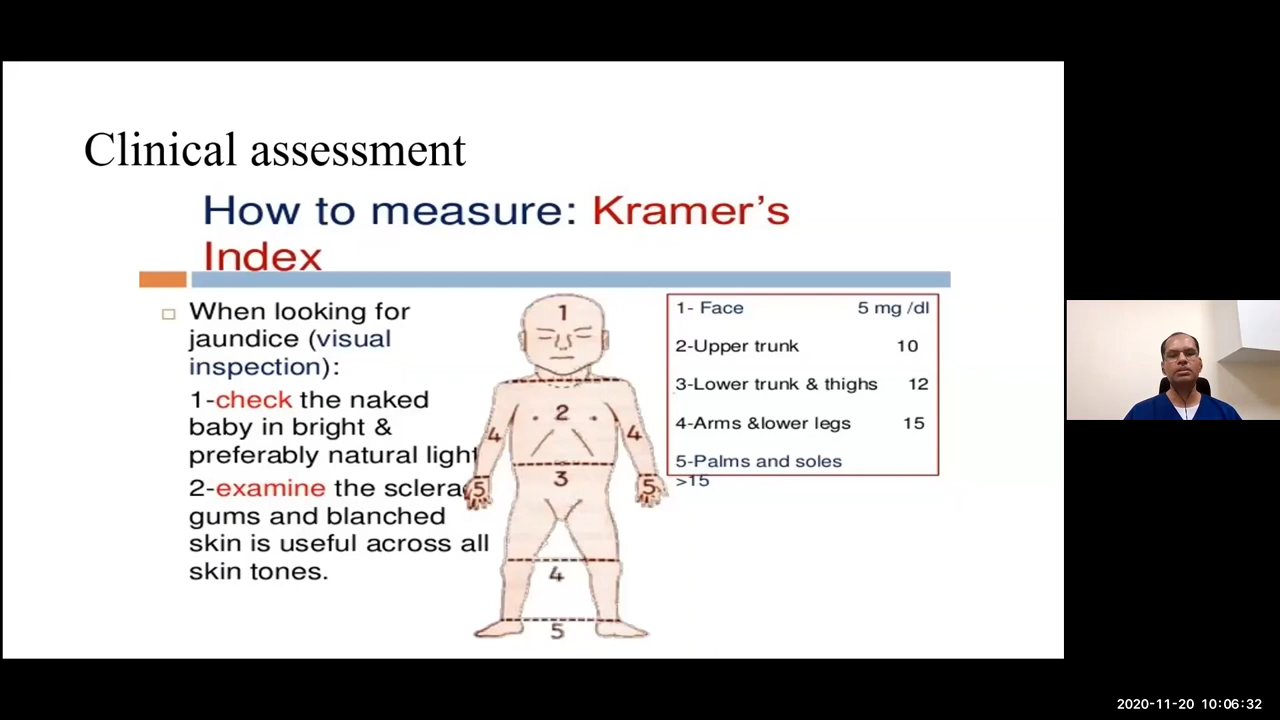 Clinical assessment
How to measure: Kramer's
Index
When looking for
jaundice (visual
inspection):
1-check the naked
baby in bright &
preferably natural light
2-examine the sclera
gums and blanched
skin is useful across all
skin tones.
1
2
4
4
3
5
5
4
5
1- Face 5 mg /dl
2-Upper trunk 10
3-Lower trunk & thighs 12
4-Arms &lower legs 15
5-Palms and soles
>15
2020-11-20 10:06:32